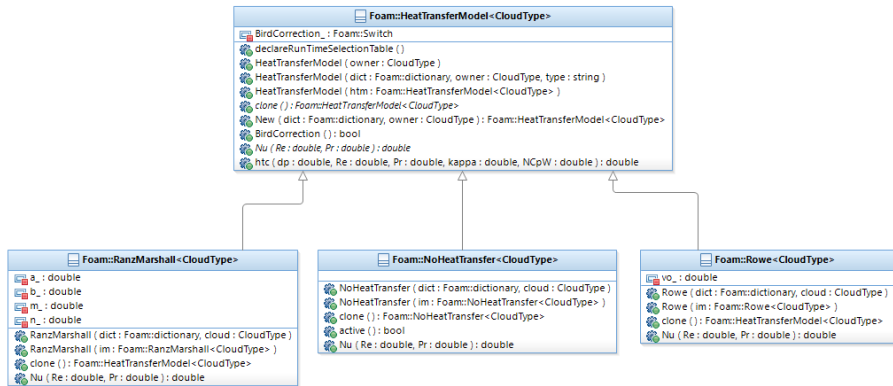 Foam::HeatTransferModel<CloudType>
BirdCorrection_ : Foam::Switch
declareRunTimeSelectionTable ( )
HeatTransferModel ( owner : CloudType )
HeatTransferModel ( dict : Foam::dictionary, owner : CloudType, type : string )
HeatTransferModel ( htm : Foam::HeatTransferModel<CloudType> )
clone ( ) : Foam::HeatTransferModel<CloudType>
New ( dict : Foam::dictionary, owner : CloudType ) : Foam::HeatTransferModel<CloudType>
BirdCorrection ( ) : bool
Nu ( Re : double, Pr : double ) : double
htc ( dp : double, Re : double, Pr : double, kappa : double, NCpW : double ) : double
Foam::RanzMarshall<CloudType>
a_ : double
b_ : double
m_ : double
n_ : double
RanzMarshall ( dict : Foam::dictionary, cloud : CloudType )
RanzMarshall ( im : Foam::RanzMarshall<CloudType> )
clone ( ) : Foam::HeatTransferModel<CloudType>
Nu ( Re : double, Pr : double ) : double
Foam::NoHeatTransfer<CloudType>
NoHeatTransfer ( dict : Foam::dictionary, cloud : CloudType )
NoHeatTransfer ( im : Foam::NoHeatTransfer<CloudType> )
clone ( ) : Foam::NoHeatTransfer<CloudType>
active ( ) : bool
Nu ( Re : double, Pr : double ) : double
Foam::Rowe<CloudType>
vo_ : double
Rowe ( dict : Foam::dictionary, cloud : CloudType )
Rowe ( im : Foam::Rowe<CloudType> )
clone ( ) : Foam::HeatTransferModel<CloudType>
Nu ( Re : double, Pr : double ) : double